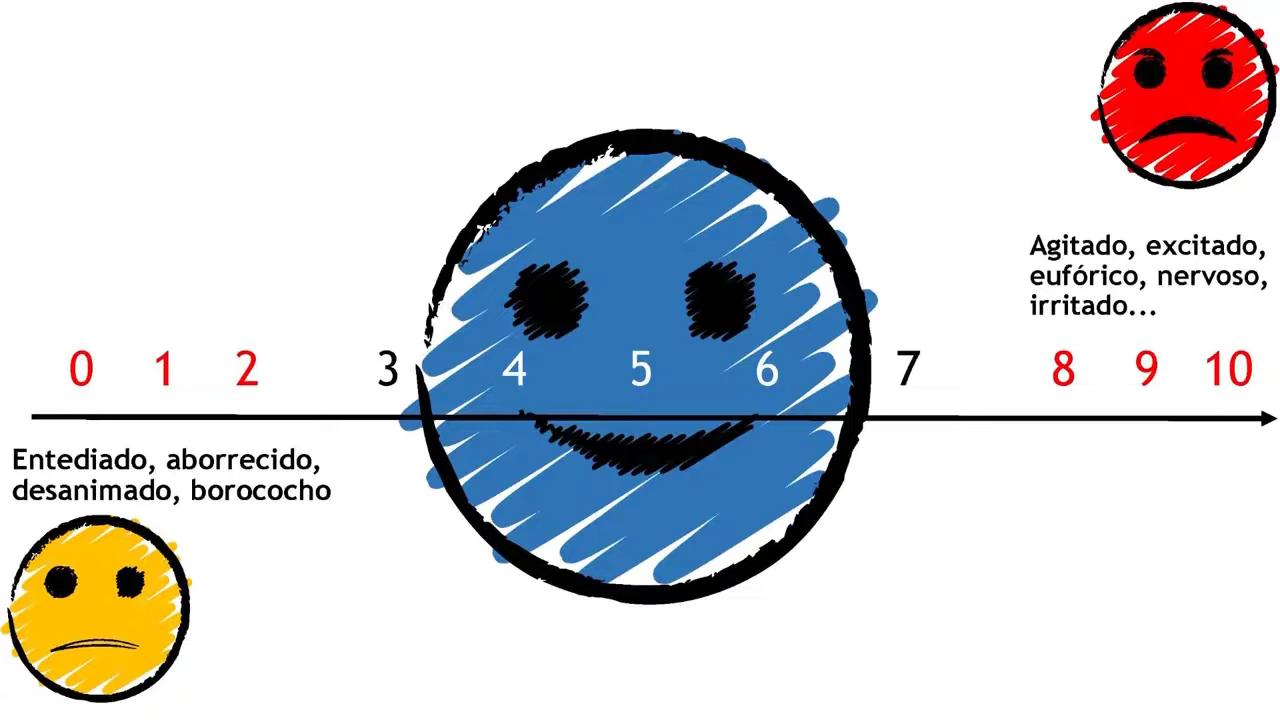 Agitado, excitado,
eufórico, nervoso,
irritado...
0 1 2 3 4 5 6 7 8 9 10
Entediado, aborrecido,
desanimado, borococho